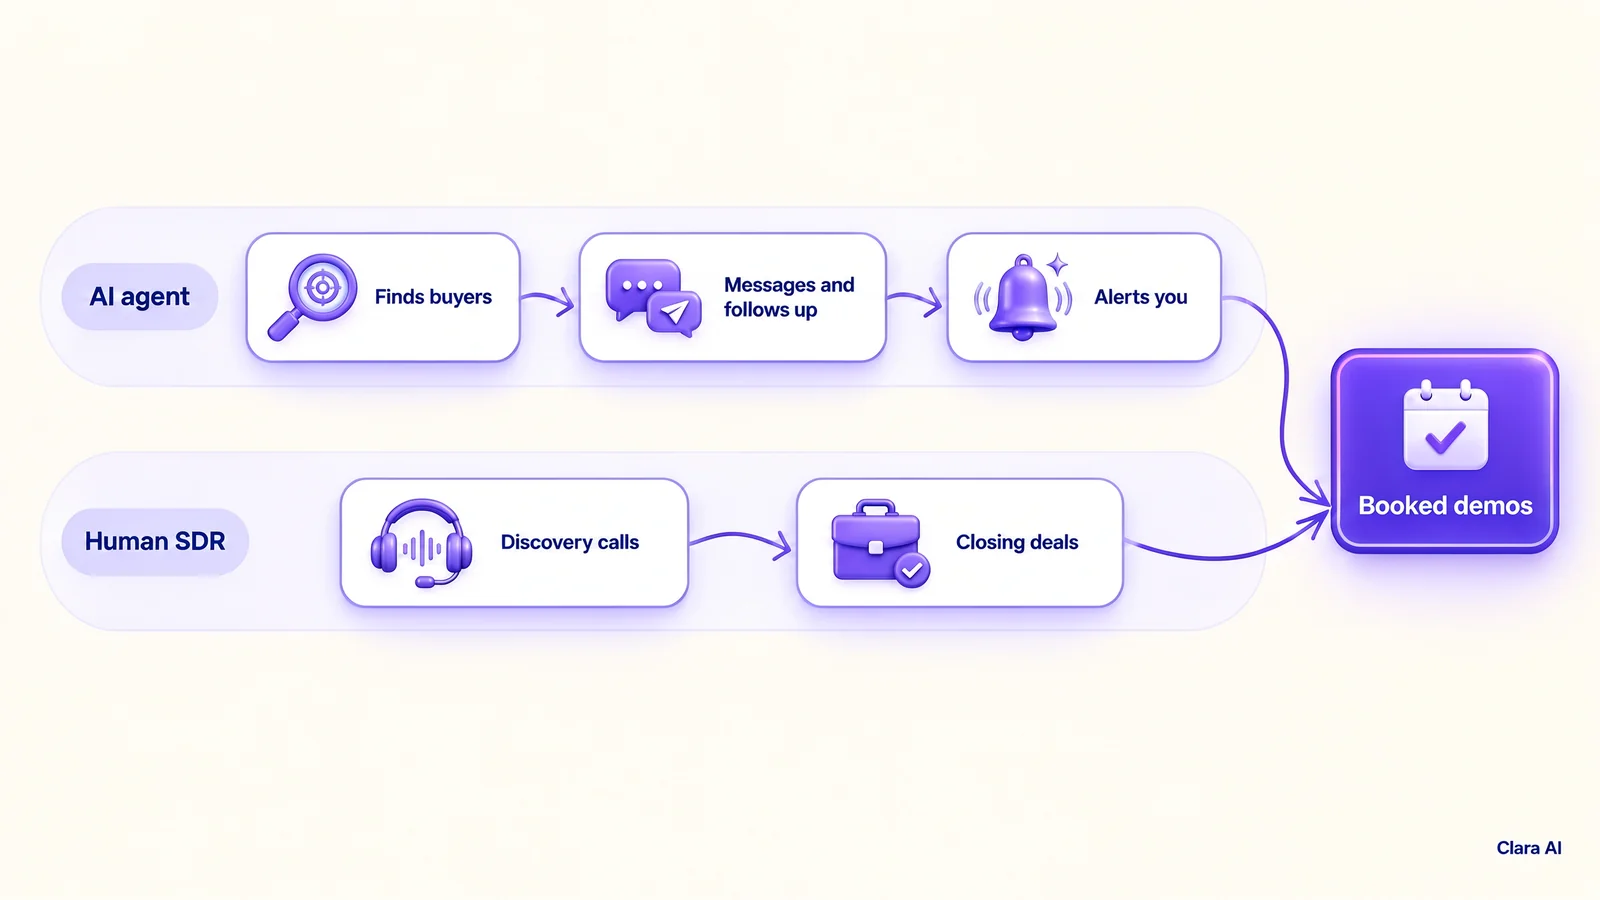 AI agent
Finds buyers
Messages and
follows up
Alerts you
Booked demos
Human SDR
Discovery calls
Closing deals
Clara AI